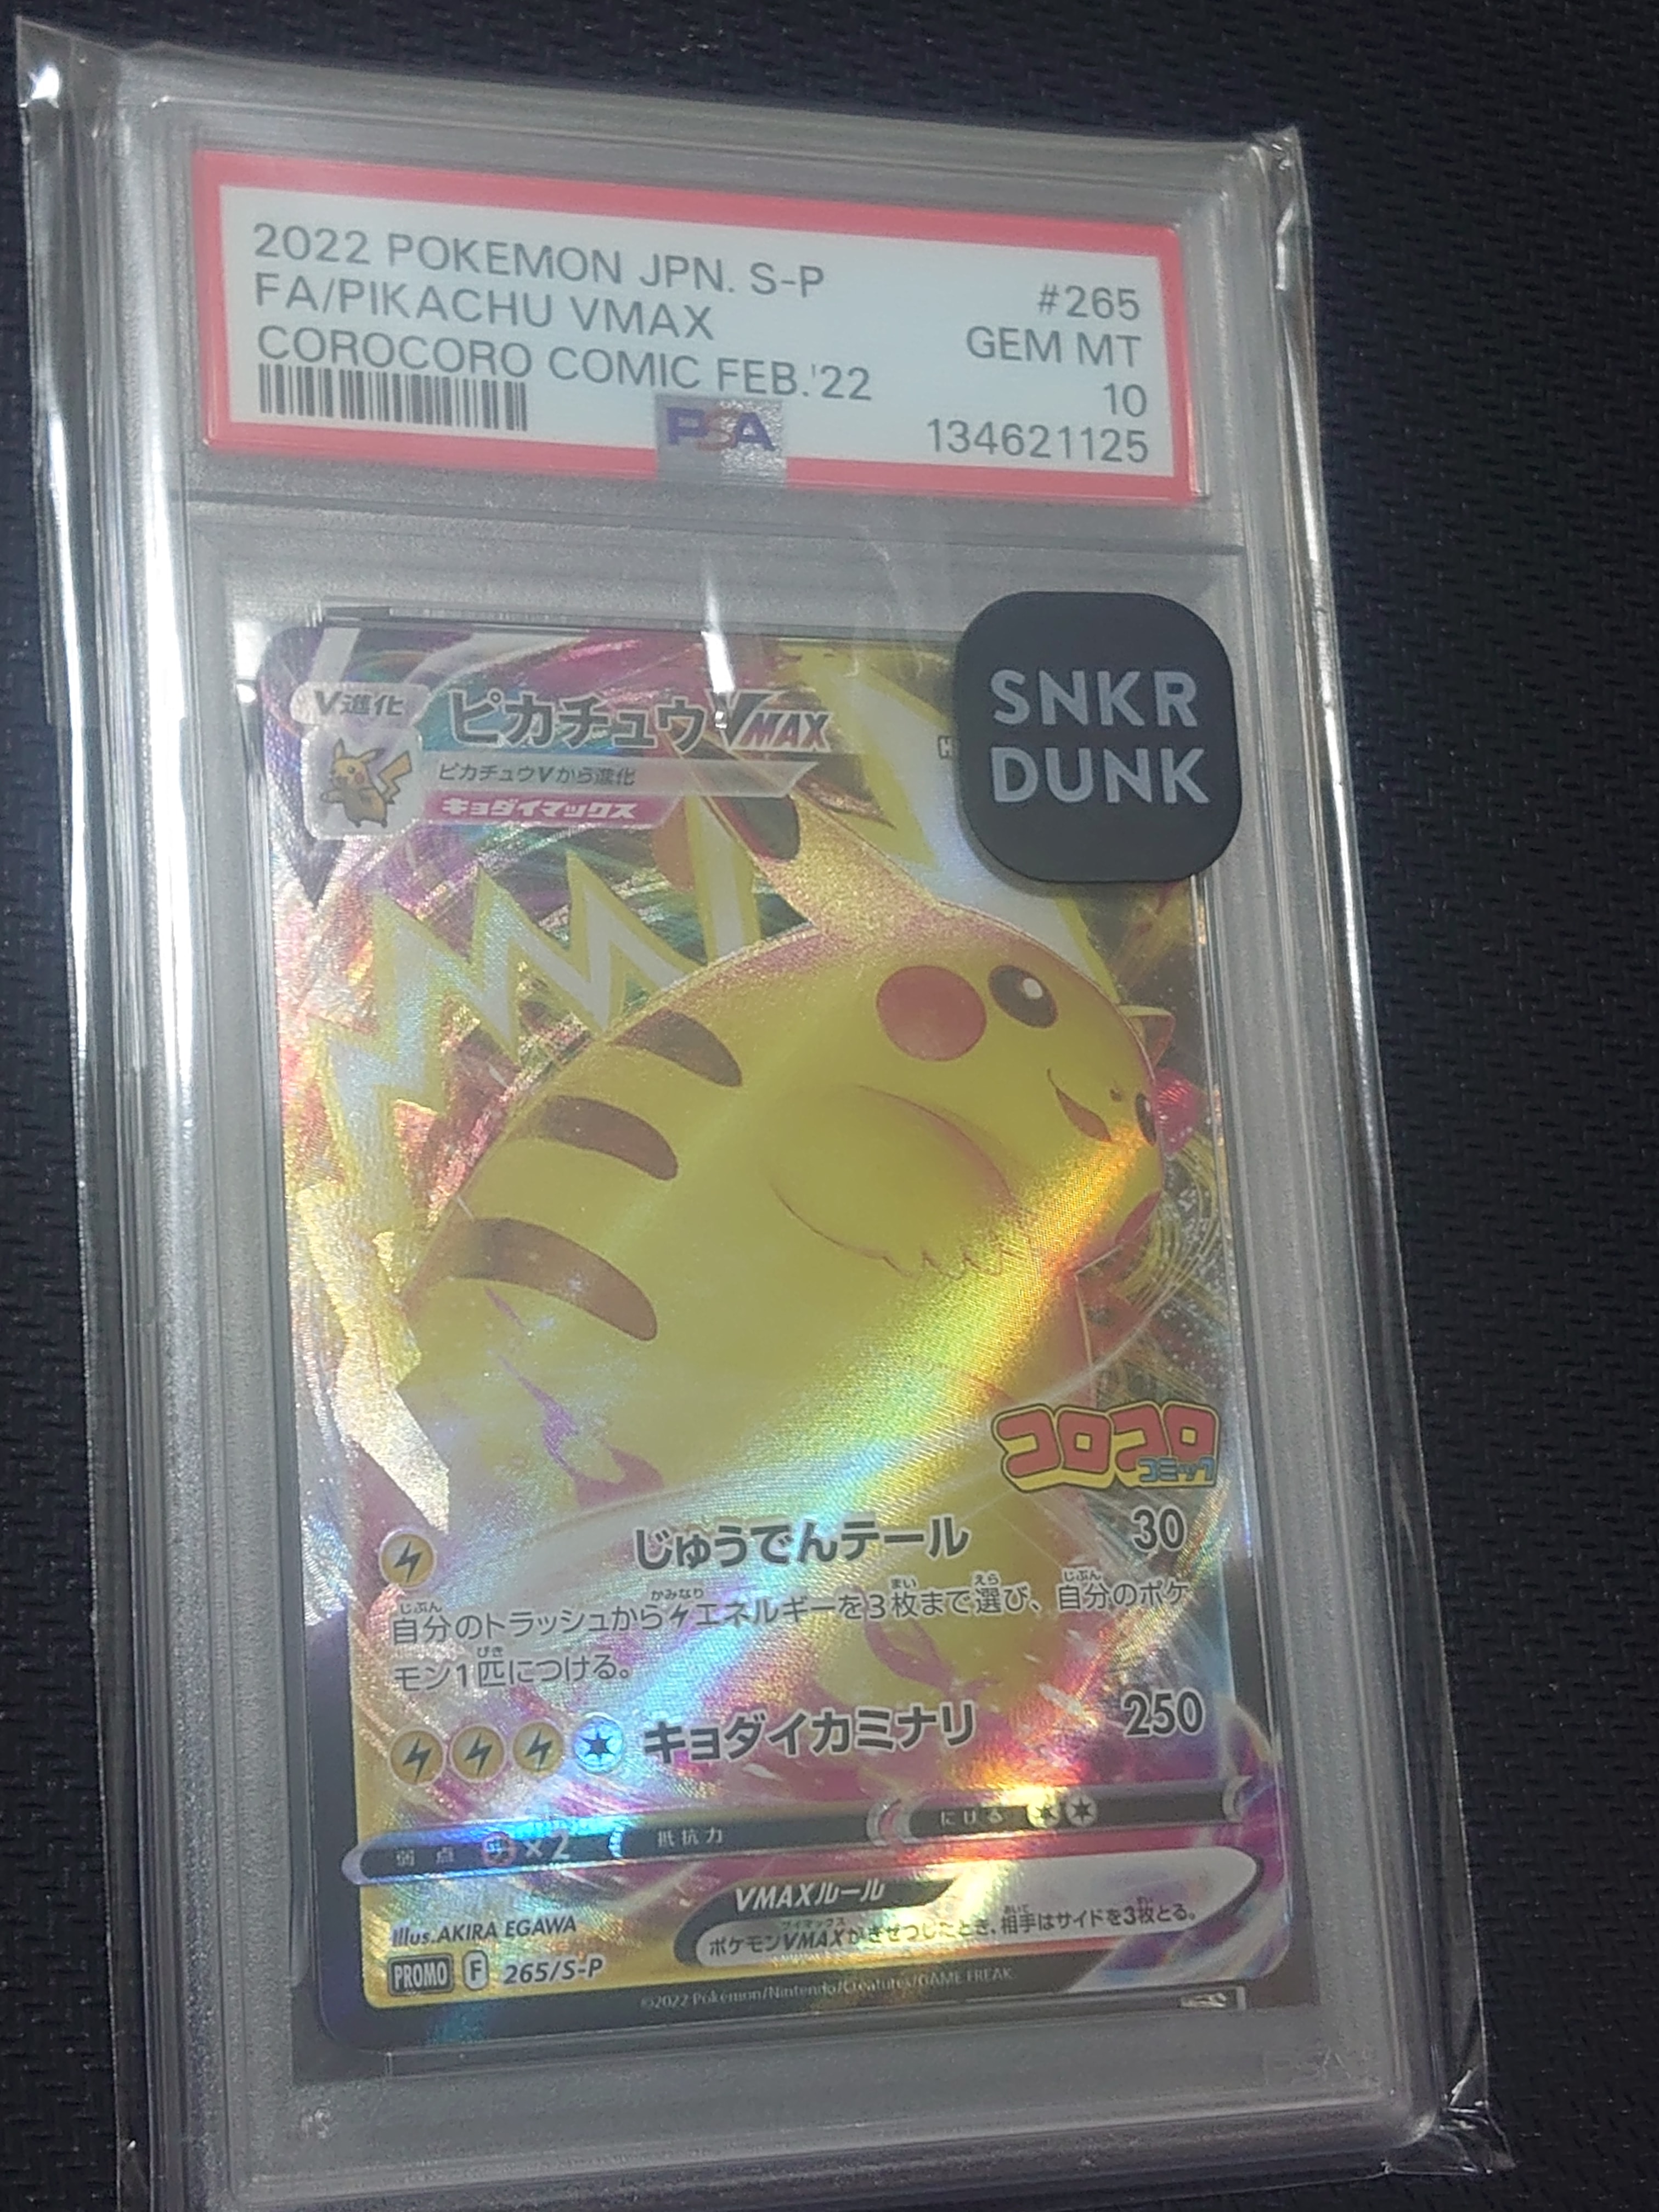 2022 POKEMON JPN. S-P
#265
FA/PIKACHU VMAX
GEM MT
COROCORO COMIC FEB.'22
10
PSA
134621125
SNKR
DUNK
V進化
ピカチュウVMAX
ピカチュウVから進化
キョダイマックス
コロコロ
コミック
じゅうでんテール 30
自分のトラッシュからエネルギーを3枚まで選び、自分のポケ
モン1匹につける。
キョダイカミナリ 250
弱点 ×2 抵抗力 にげる
VMAXルール
ポケモンVMAXがきぜつしたとき、相手はサイドを3枚とる。
Illus.AKIRA EGAWA
PROMO F 265/S-P
©2022 Pokémon/Nintendo/Creatures/GAME FREAK